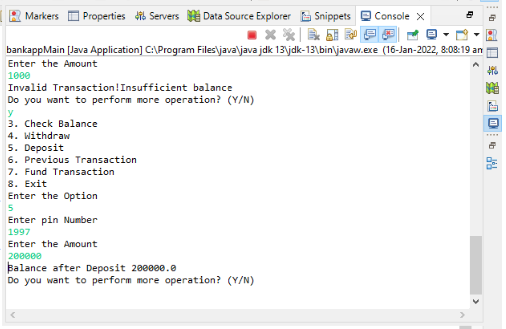 Markers Properties Servers Data Source Explorer Snippets Console
bankappMain [Java Application] C:\Program Files\java\java jdk 13\jdk-13\bin\javaw.exe (16-Jan-2022, 8:08:19 am
Enter the Amount
1000
Invalid Transaction!Insufficient balance
Do you want to perform more operation? (Y/N)
y
3. Check Balance
4. Withdraw
5. Deposit
6. Previous Transaction
7. Fund Transaction
8. Exit
Enter the Option
5
Enter pin Number
1997
Enter the Amount
200000
Balance after Deposit 200000.0
Do you want to perform more operation? (Y/N)